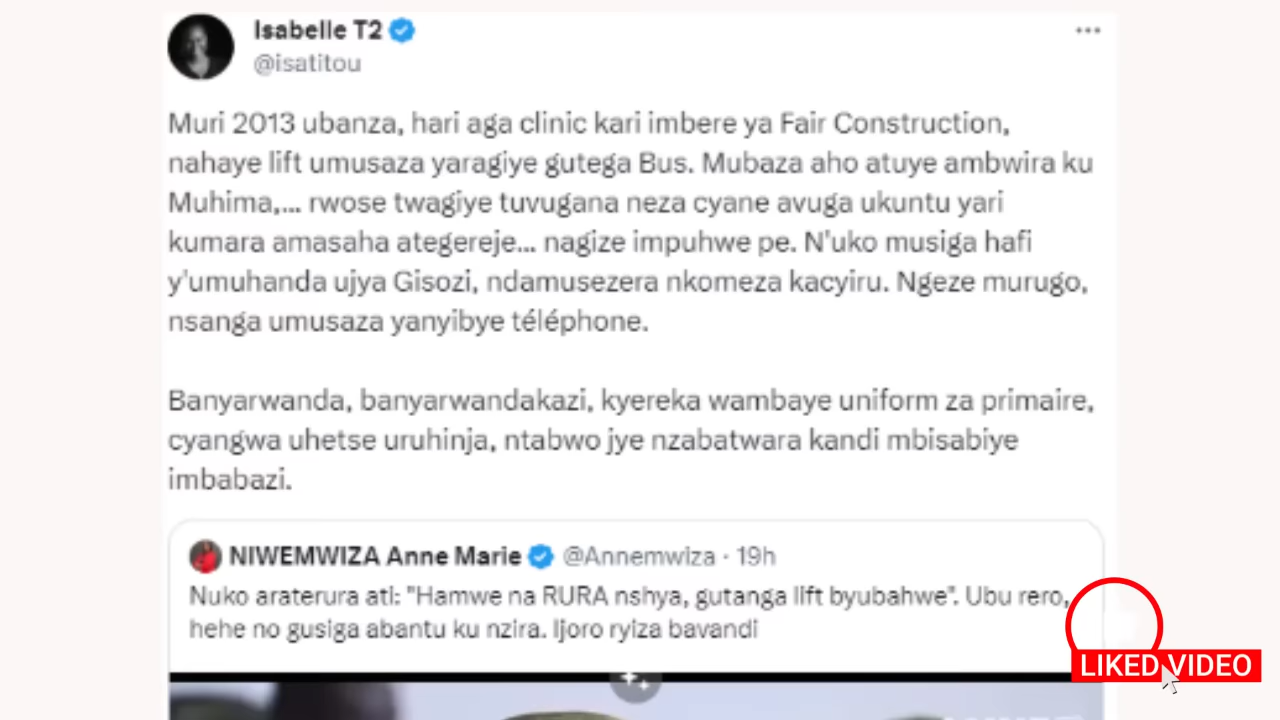 Isabelle T2
@isatitou
Muri 2013 ubanza, hari aga clinic kari imbere ya Fair Construction,
nahaye lift umusaza yaragiye gutega Bus. Mubaza aho atuye ambwira ku
Muhima,... rwose twagiye tuvugana neza cyane avuga ukuntu yari
kumara amasaha ategereje... nagize impuhwe pe. N'uko musiga hafi
y'umuhanda ujya Gisozi, ndamusezera nkomeza kacyiru. Ngeze murugo,
nsanga umusaza yanyibye téléphone.
Banyarwanda, banyarwandakazi, kyereka wambaye uniform za primaire,
cyangwa uhetse uruhinja, ntabwo jye nzabatwara kandi mbisabiye
imbabazi.
NIWEMWIZA Anne Marie @Annemwiza · 19h
Nuko araterura ati: "Hamwe na RURA nshya, gutanga lift byubahwe". Ubu rero,
hehe no gusiga abantu ku nzira. Ijoro ryiza bavandi
LIKED VIDEO